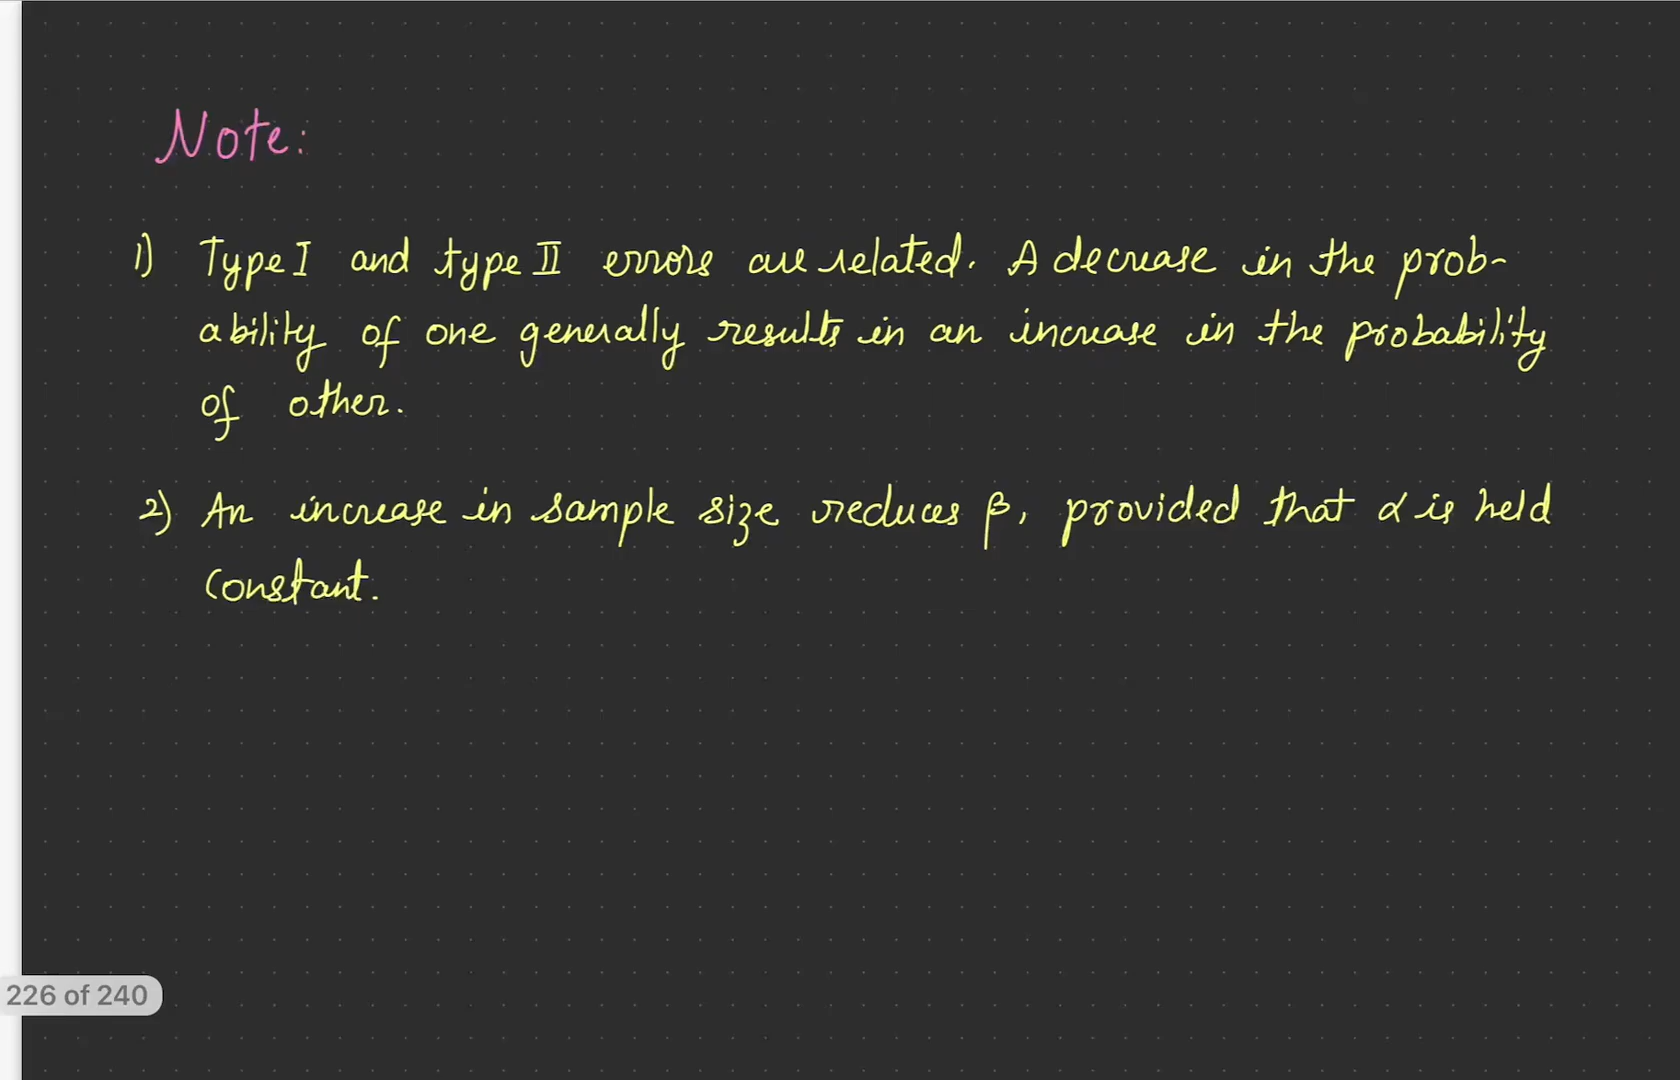 Note:
1) Type I and type II errors are related. A decrease in the prob-
ability of one generally results in an increase in the probability
of other.
2) An increase in sample size reduces β, provided that α is held
constant.
226 of 240